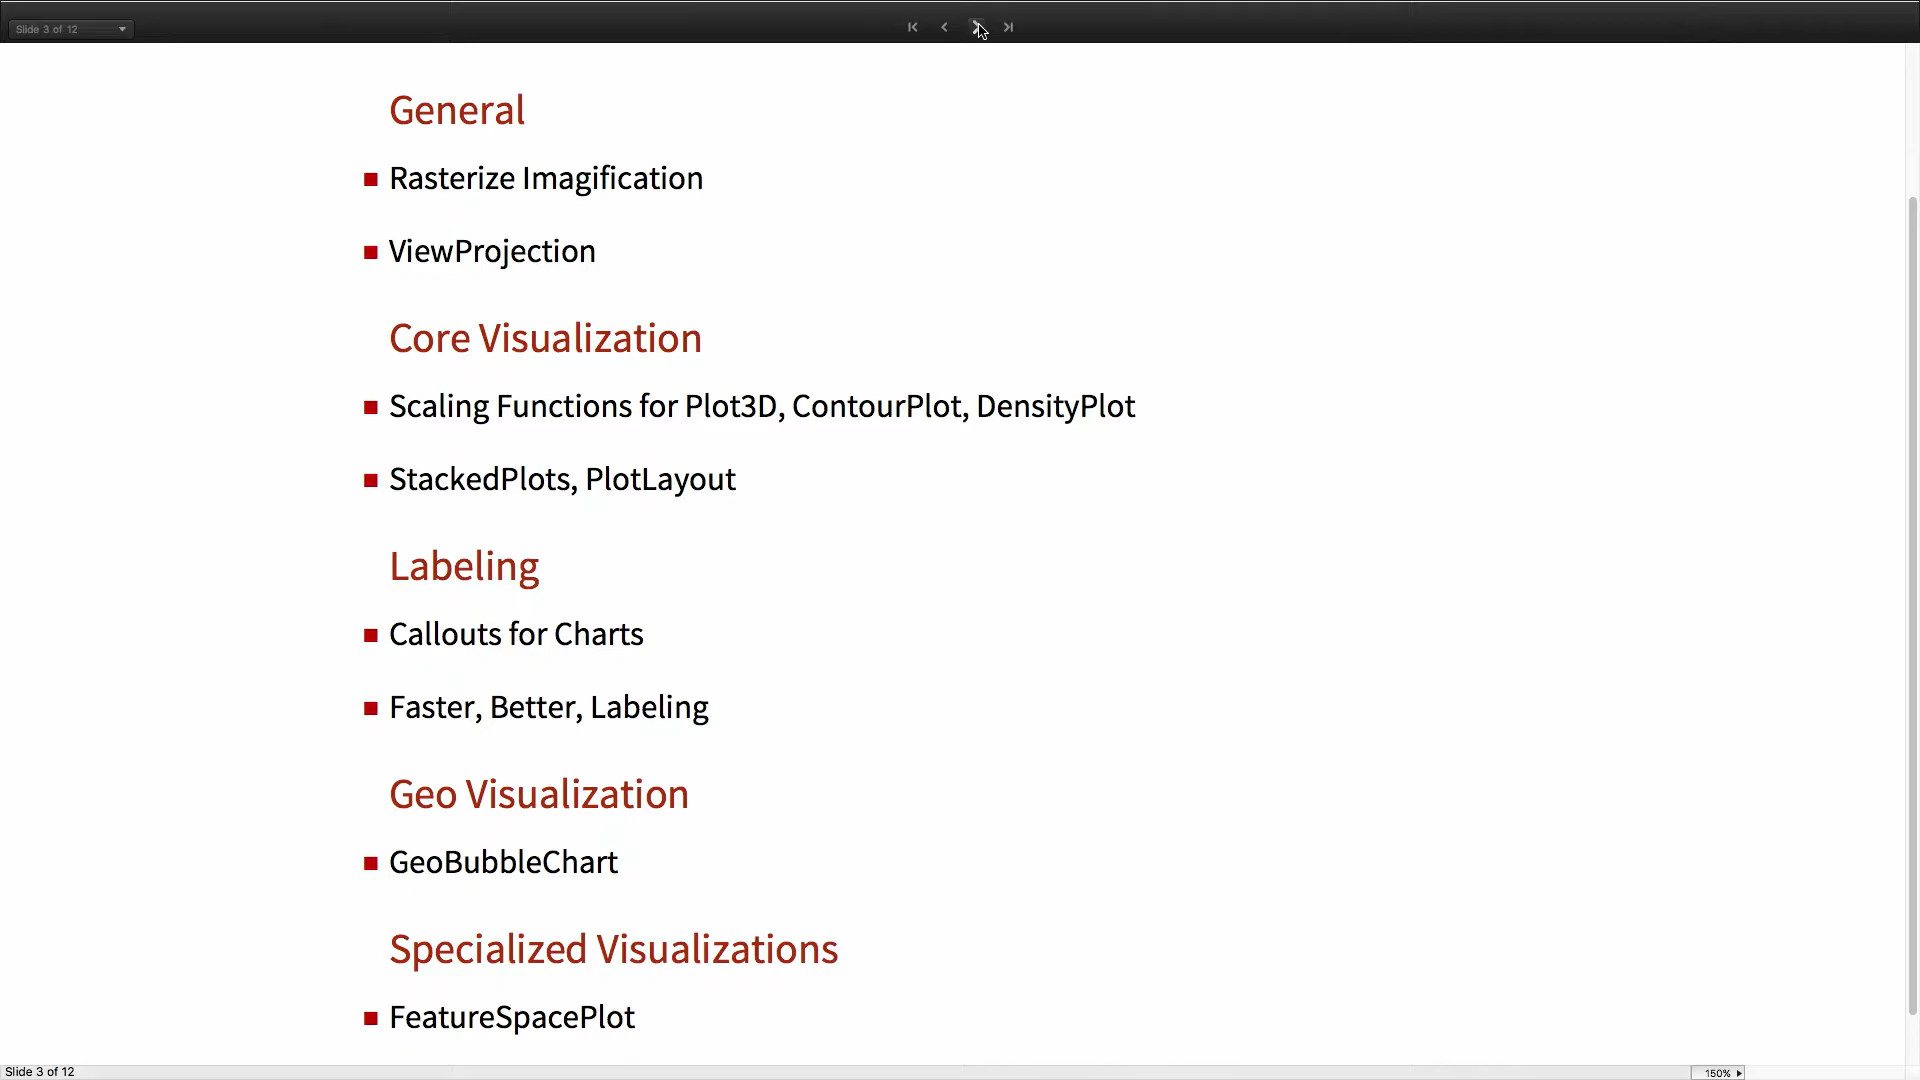 Slide 3 of 12
General
Rasterize Imagification
ViewProjection
Core Visualization
Scaling Functions for Plot3D, ContourPlot, DensityPlot
StackedPlots, PlotLayout
Labeling
Callouts for Charts
Faster, Better, Labeling
Geo Visualization
GeoBubbleChart
Specialized Visualizations
FeatureSpacePlot
Slide 3 of 12
150%